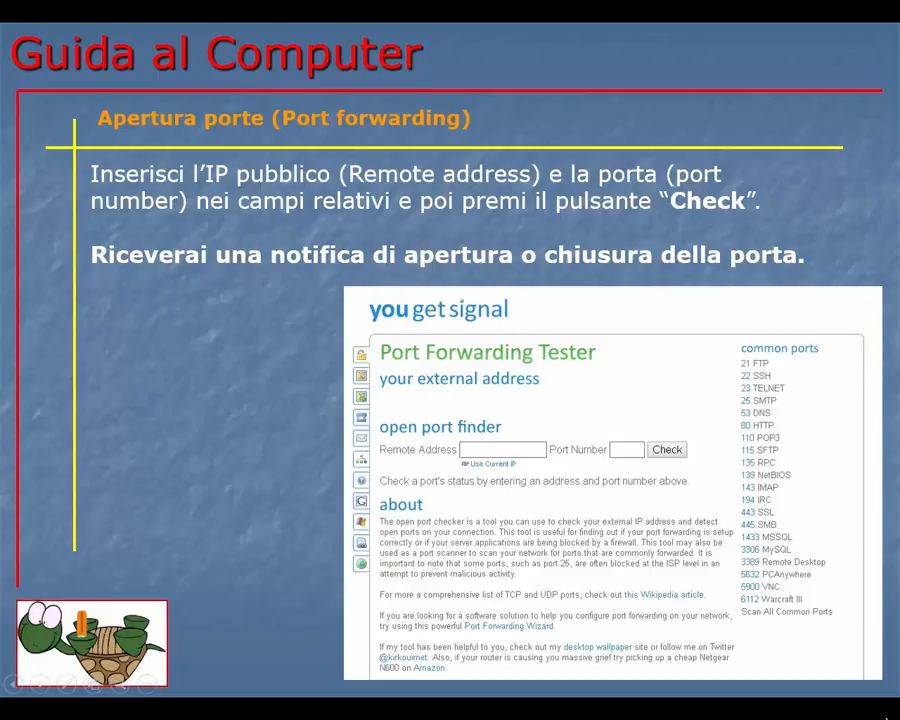 Guida al Computer
Apertura porte (Port forwarding)
Inserisci l’IP pubblico (Remote address) e la porta (port
number) nei campi relativi e poi premi il pulsante “Check”.
Riceverai una notifica di apertura o chiusura della porta.
you get signal
Port Forwarding Tester
your external address
open port finder
Remote Address Port Number Check
Use Current IP
Check a port's status by entering an address and port number above.
about
The open port checker is a tool you can use to check your external IP address and detect
open ports on your connection. This tool is useful for finding out if your port forwarding is setup
correctly or if your server applications are being blocked by a firewall. This tool may also be
used as a port scanner to scan your network for ports that are commonly forwarded. It is
important to note that some ports, such as port 25, are often blocked at the ISP level in an
attempt to prevent malicious activity.
For more a comprehensive list of TCP and UDP ports, check out this Wikipedia article.
If you are looking for a software solution to help you configure port forwarding on your network,
try using this powerful Port Forwarding Wizard.
If my tool has been helpful to you, check out my desktop wallpaper site or follow me on Twitter
@kirkouimet. Also, if your router is causing you massive grief try picking up a cheap Netgear
N600 on Amazon.
common ports
21 FTP
22 SSH
23 TELNET
25 SMTP
53 DNS
80 HTTP
110 POP3
115 SFTP
135 RPC
139 NetBIOS
143 IMAP
194 IRC
443 SSL
445 SMB
1433 MSSQL
3306 MySQL
3389 Remote Desktop
5632 PCAnywhere
5900 VNC
6112 Warcraft III
Scan All Common Ports